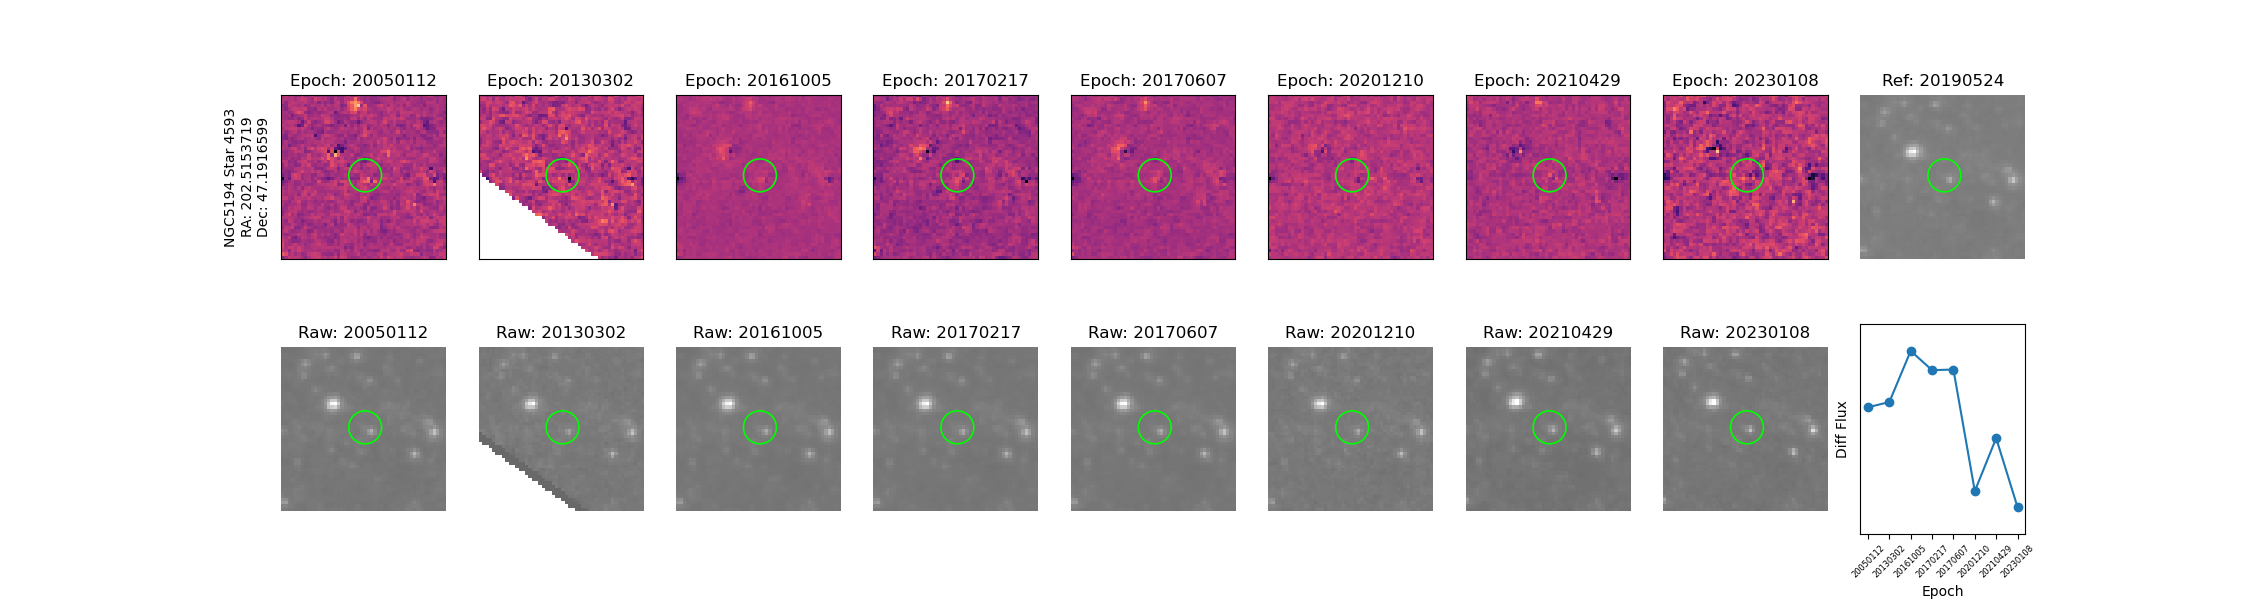 NGC5194 Star 4593
RA: 202.5153719
Dec: 47.1916599
Epoch: 20050112
Epoch: 20130302
Epoch: 20161005
Epoch: 20170217
Epoch: 20170607
Epoch: 20201210
Epoch: 20210429
Epoch: 20230108
Ref: 20190524
Raw: 20050112
Raw: 20130302
Raw: 20161005
Raw: 20170217
Raw: 20170607
Raw: 20201210
Raw: 20210429
Raw: 20230108
Diff Flux
20050112
20130302
20161005
20170217
20170607
20201210
20210429
20230108
Epoch